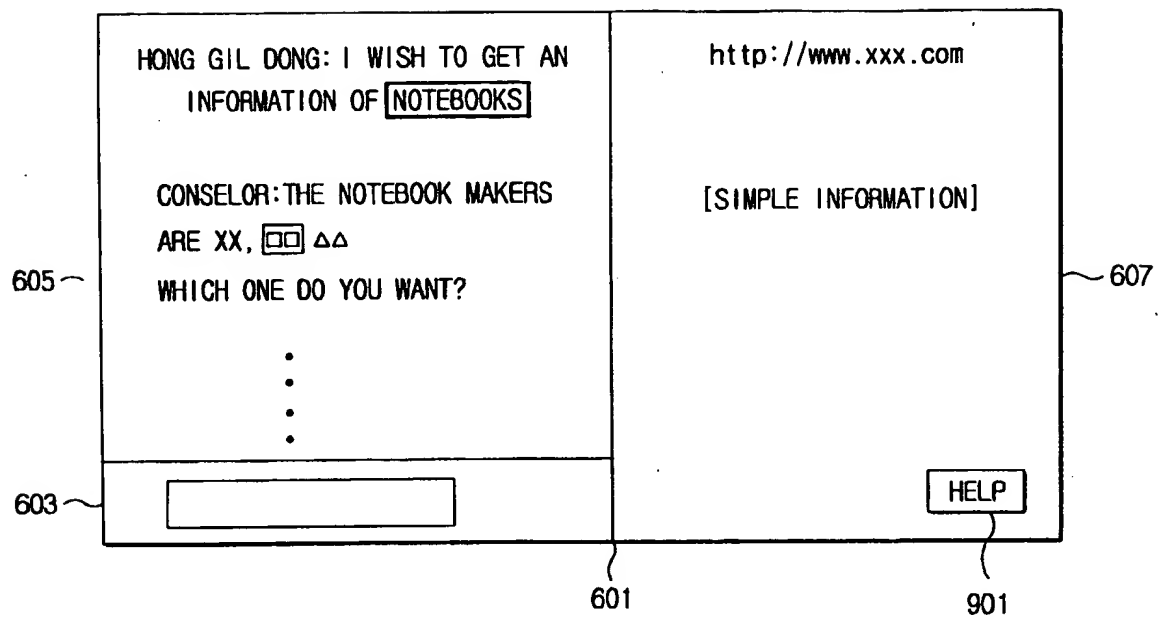 HONG GIL DONG: I WISH TO GET AN
INFORMATION OF NOTEBOOKS
CONSELOR:THE NOTEBOOK MAKERS
ARE XX, □□ △△
WHICH ONE DO YOU WANT?
http://www.xxx.com
[SIMPLE INFORMATION]
HELP
605
607
603
601
901